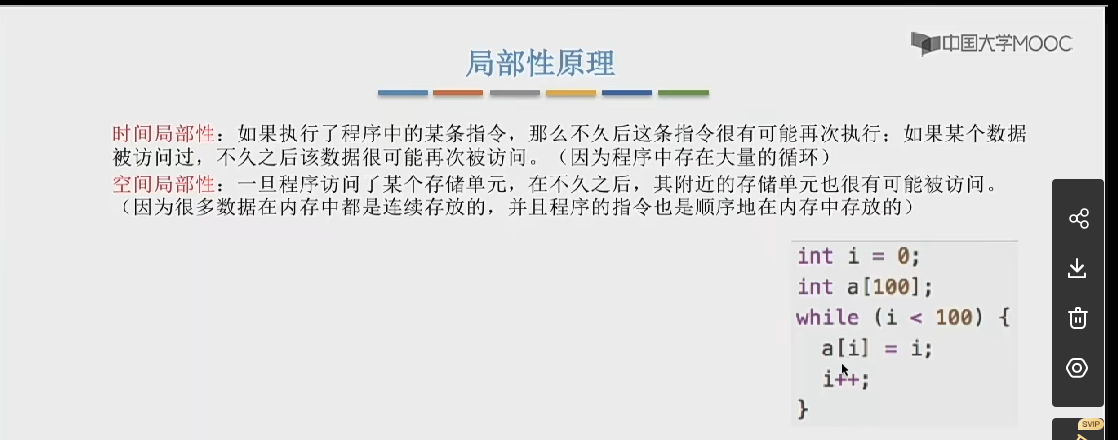 中国大学MOOC
局部性原理
时间局部性：如果执行了程序中的某条指令，那么不久后这条指令很有可能再次执行；如果某个数据
被访问过，不久之后该数据很可能再次被访问。（因为程序中存在大量的循环）
空间局部性：一旦程序访问了某个存储单元，在不久之后，其附近的存储单元也很有可能被访问。
（因为很多数据在内存中都是连续存放的，并且程序的指令也是顺序地在内存中存放的）
int i = 0;
int a[100];
while (i < 100) {
a[i] = i;
i++;
}
SVIP